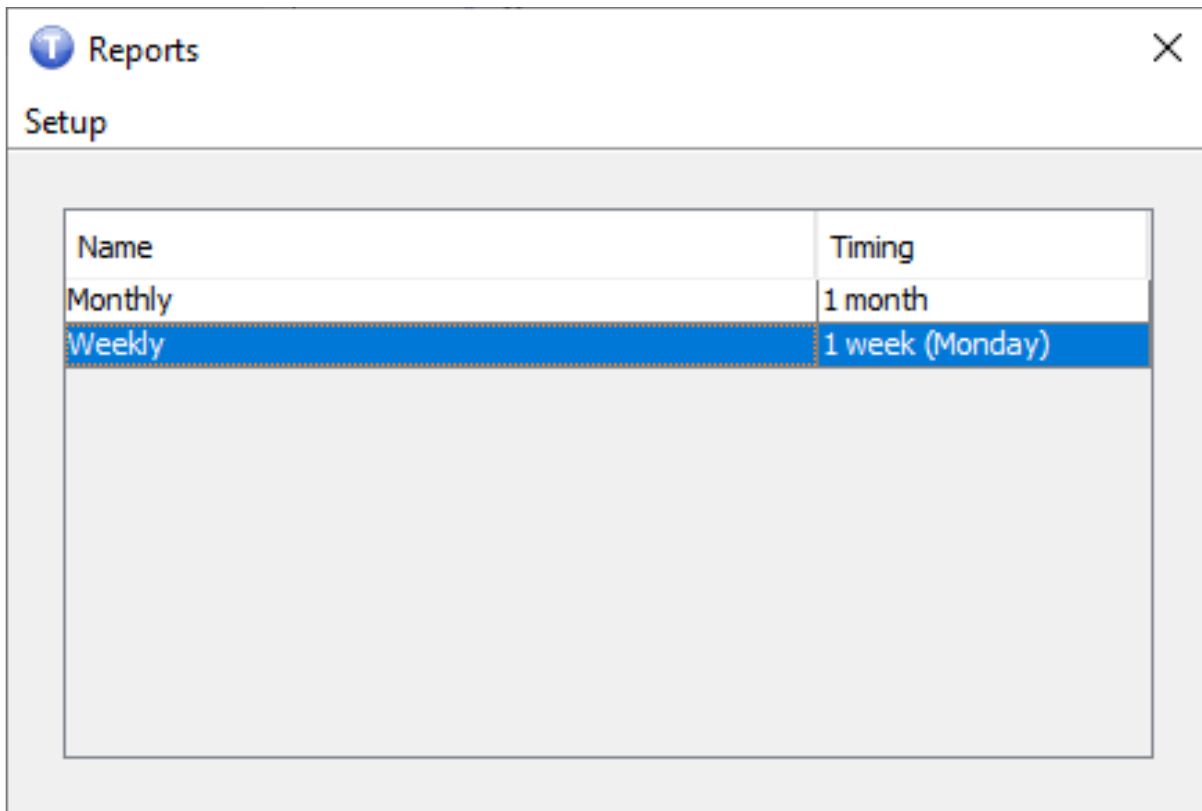 T Reports
Setup
Name Timing
Monthly 1 month
Weekly 1 week (Monday)